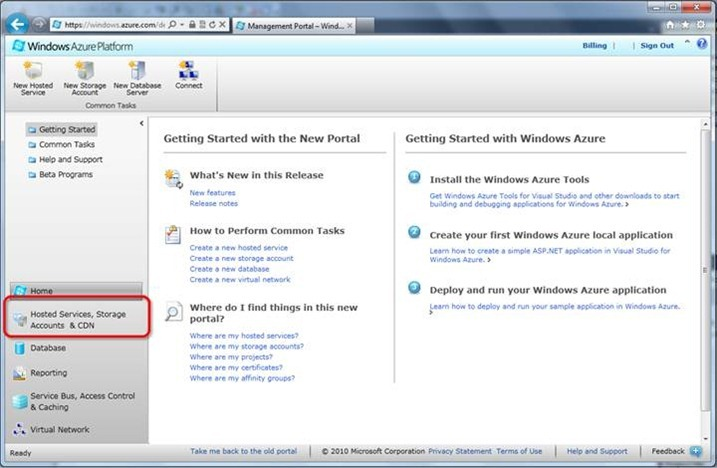 https://windows.azure.com/de
Management Portal – Wind...
Windows Azure Platform
Billing | | Sign Out
New Hosted Service
New Storage Account
New Database Server
Connect
Common Tasks
Getting Started
Common Tasks
Help and Support
Beta Programs
Home
Hosted Services, Storage
Accounts & CDN
Database
Reporting
Service Bus, Access Control
& Caching
Virtual Network
Getting Started with the New Portal
What's New in this Release
New features
Release notes
How to Perform Common Tasks
Create a new hosted service
Create a new storage account
Create a new database
Create a new virtual network
Where do I find things in this new
portal?
Where are my hosted services?
Where are my storage accounts?
Where are my projects?
Where are my certificates?
Where are my affinity groups?
Getting Started with Windows Azure
1 Install the Windows Azure Tools
Get Windows Azure Tools for Visual Studio and other downloads to start
building and debugging applications for Windows Azure. >
2 Create your first Windows Azure local application
Learn how to create a simple ASP.NET application in Visual Studio for
Windows Azure. >
3 Deploy and run your Windows Azure application
Learn how to deploy and run your sample application in Windows Azure.
>
Ready
Take me back to the old portal | © 2010 Microsoft Corporation Privacy Statement Terms of Use | Help and Support | Feedback